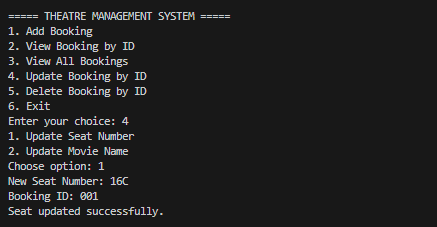 ===== THEATRE MANAGEMENT SYSTEM =====
1. Add Booking
2. View Booking by ID
3. View All Bookings
4. Update Booking by ID
5. Delete Booking by ID
6. Exit
Enter your choice: 4
1. Update Seat Number
2. Update Movie Name
Choose option: 1
New Seat Number: 16C
Booking ID: 001
Seat updated successfully.